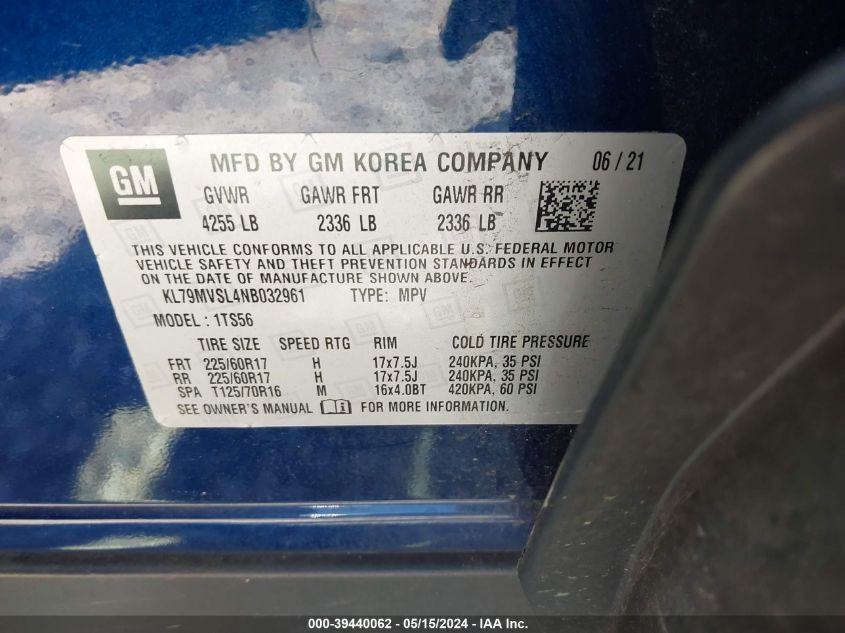 GM
MFD BY GM KOREA COMPANY 06 / 21
GVWR GAWR FRT GAWR RR
4255 LB 2336 LB 2336 LB
THIS VEHICLE CONFORMS TO ALL APPLICABLE U.S. FEDERAL MOTOR
VEHICLE SAFETY AND THEFT PREVENTION STANDARDS IN EFFECT
ON THE DATE OF MANUFACTURE SHOWN ABOVE.
KL79MVSL4NB032961 TYPE: MPV
MODEL : 1TS56
TIRE SIZE SPEED RTG RIM COLD TIRE PRESSURE
FRT 225/60R17 H 17x7.5J 240KPA, 35 PSI
RR 225/60R17 H 17x7.5J 240KPA, 35 PSI
SPA T125/70R16 M 16x4.0BT 420KPA, 60 PSI
SEE OWNER'S MANUAL FOR MORE INFORMATION.
000-39440062 - 05/15/2024 - IAA Inc.